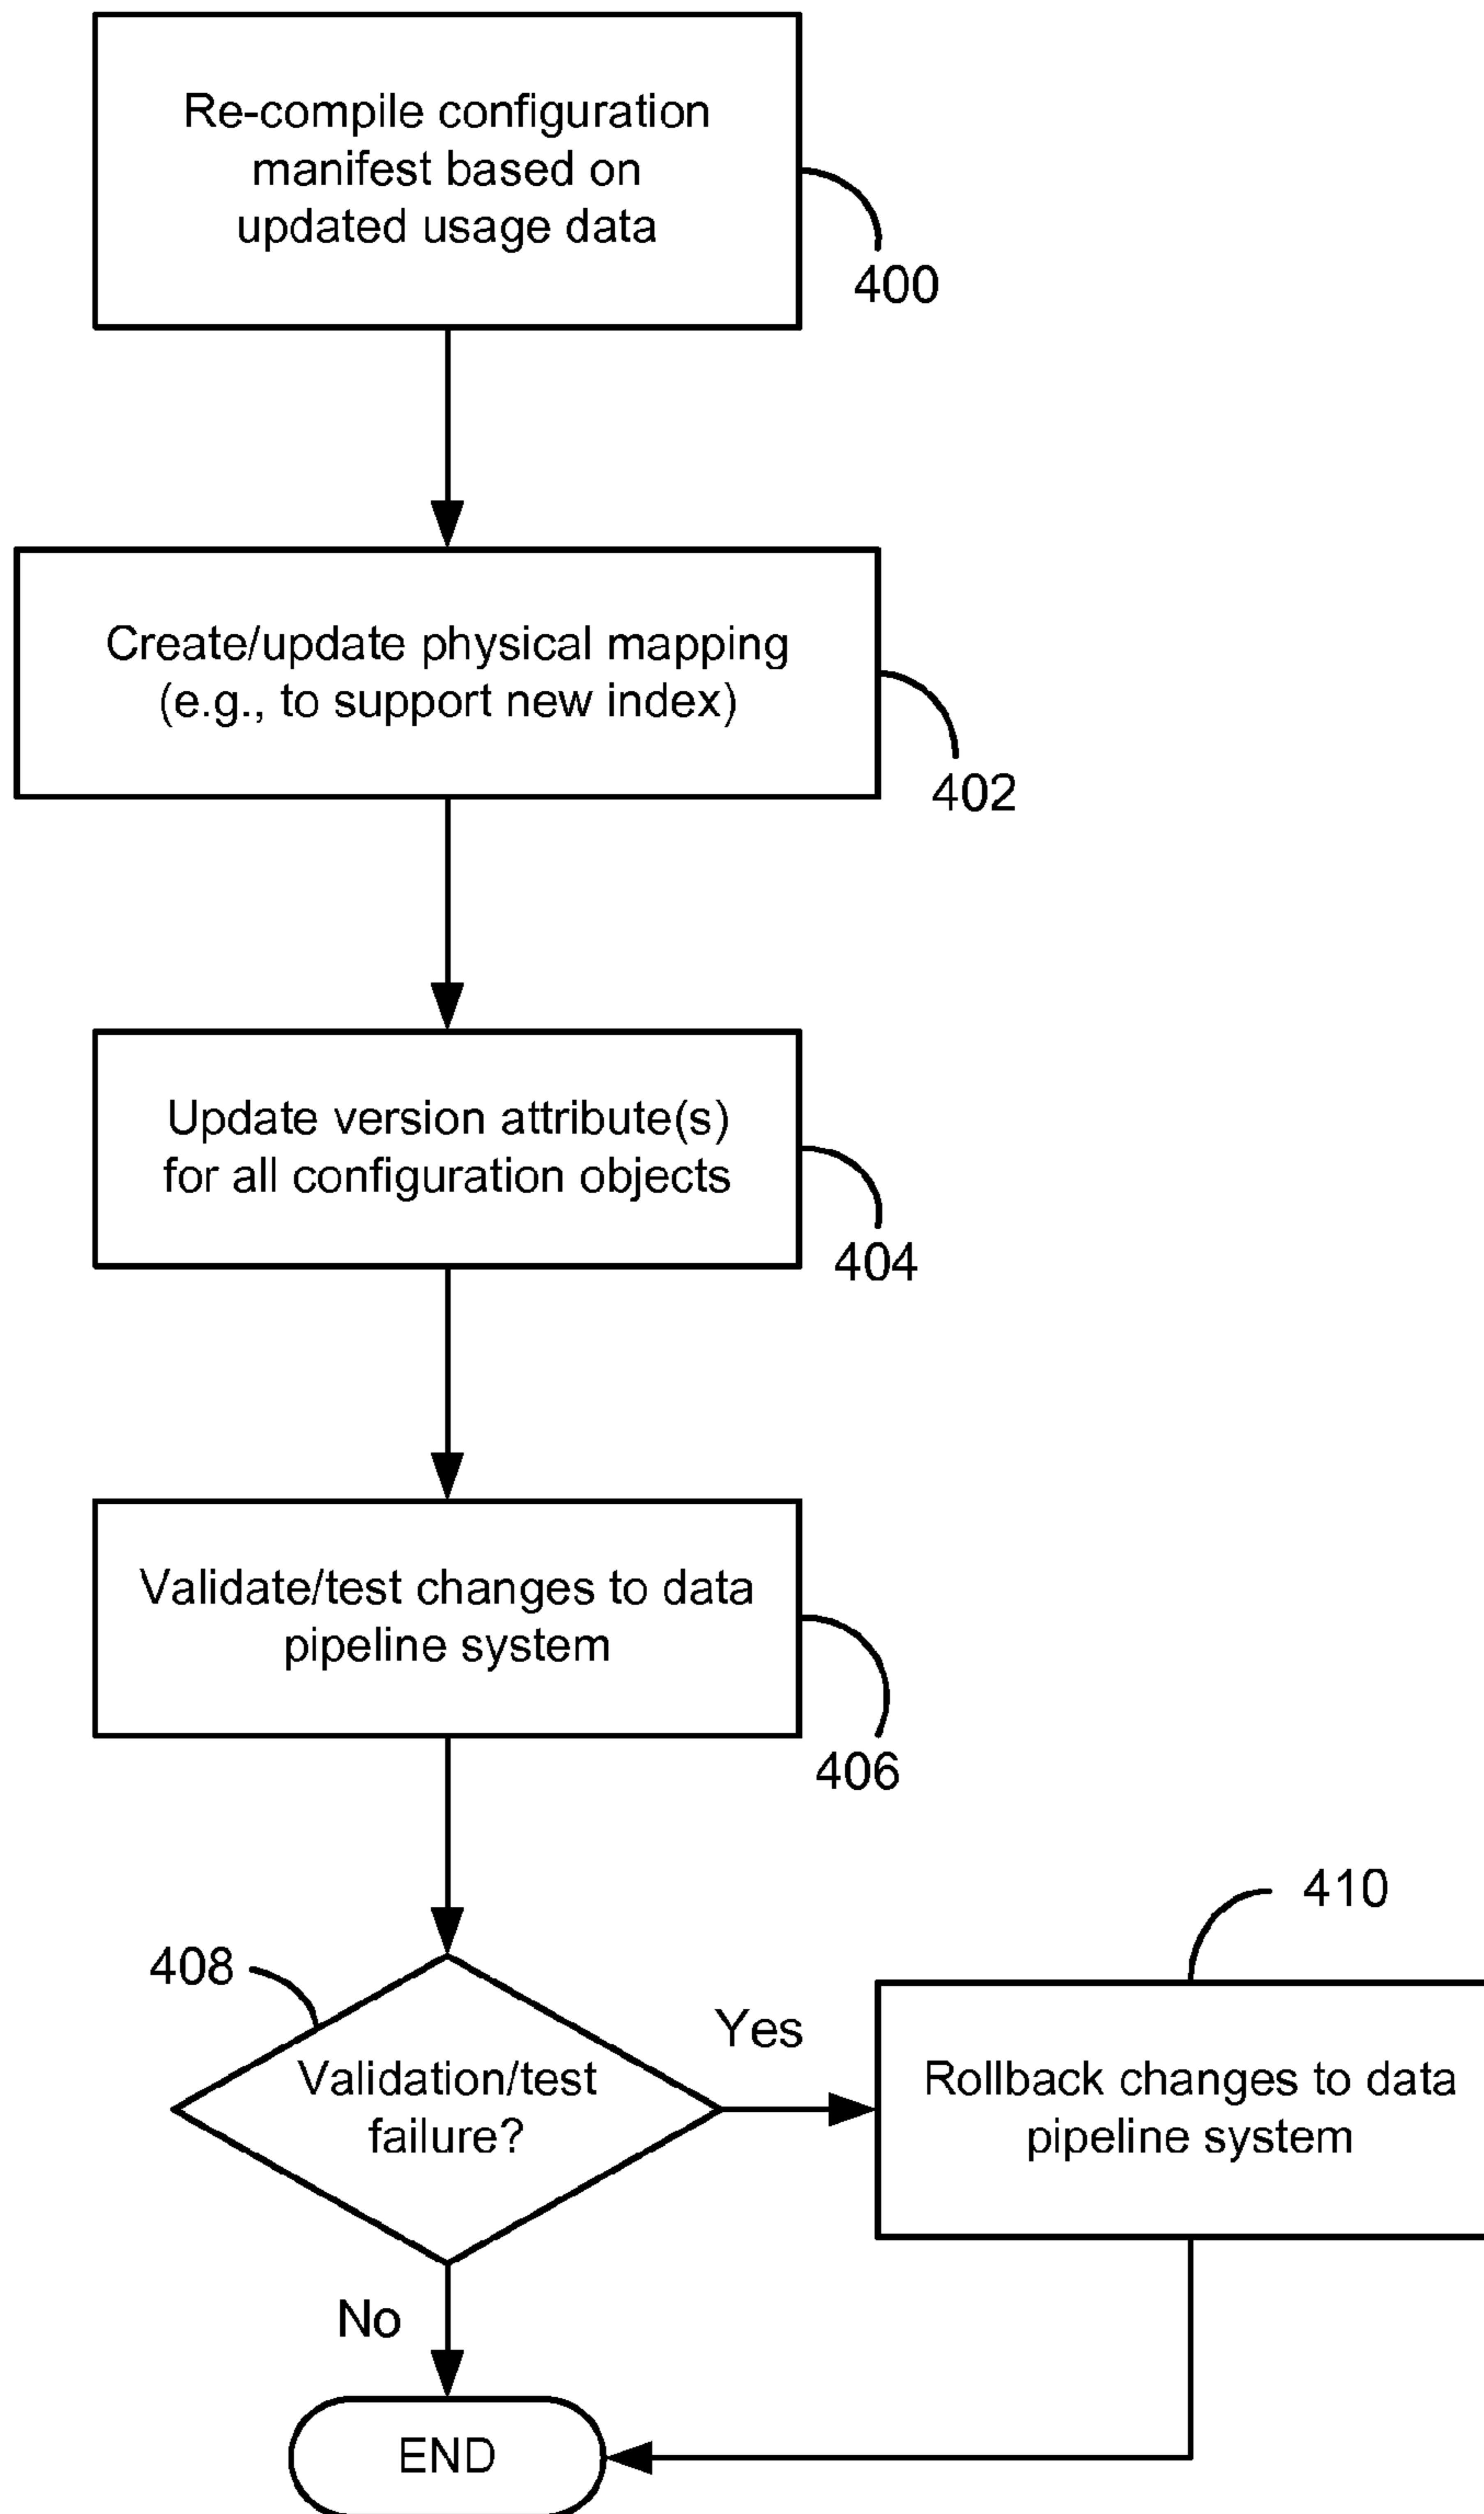 Re-compile configuration
manifest based on
updated usage data
400
Create/update physical mapping
(e.g., to support new index)
402
Update version attribute(s)
for all configuration objects
404
Validate/test changes to data
pipeline system
406
408
Validation/test
failure?
Yes
410
Rollback changes to data
pipeline system
No
END